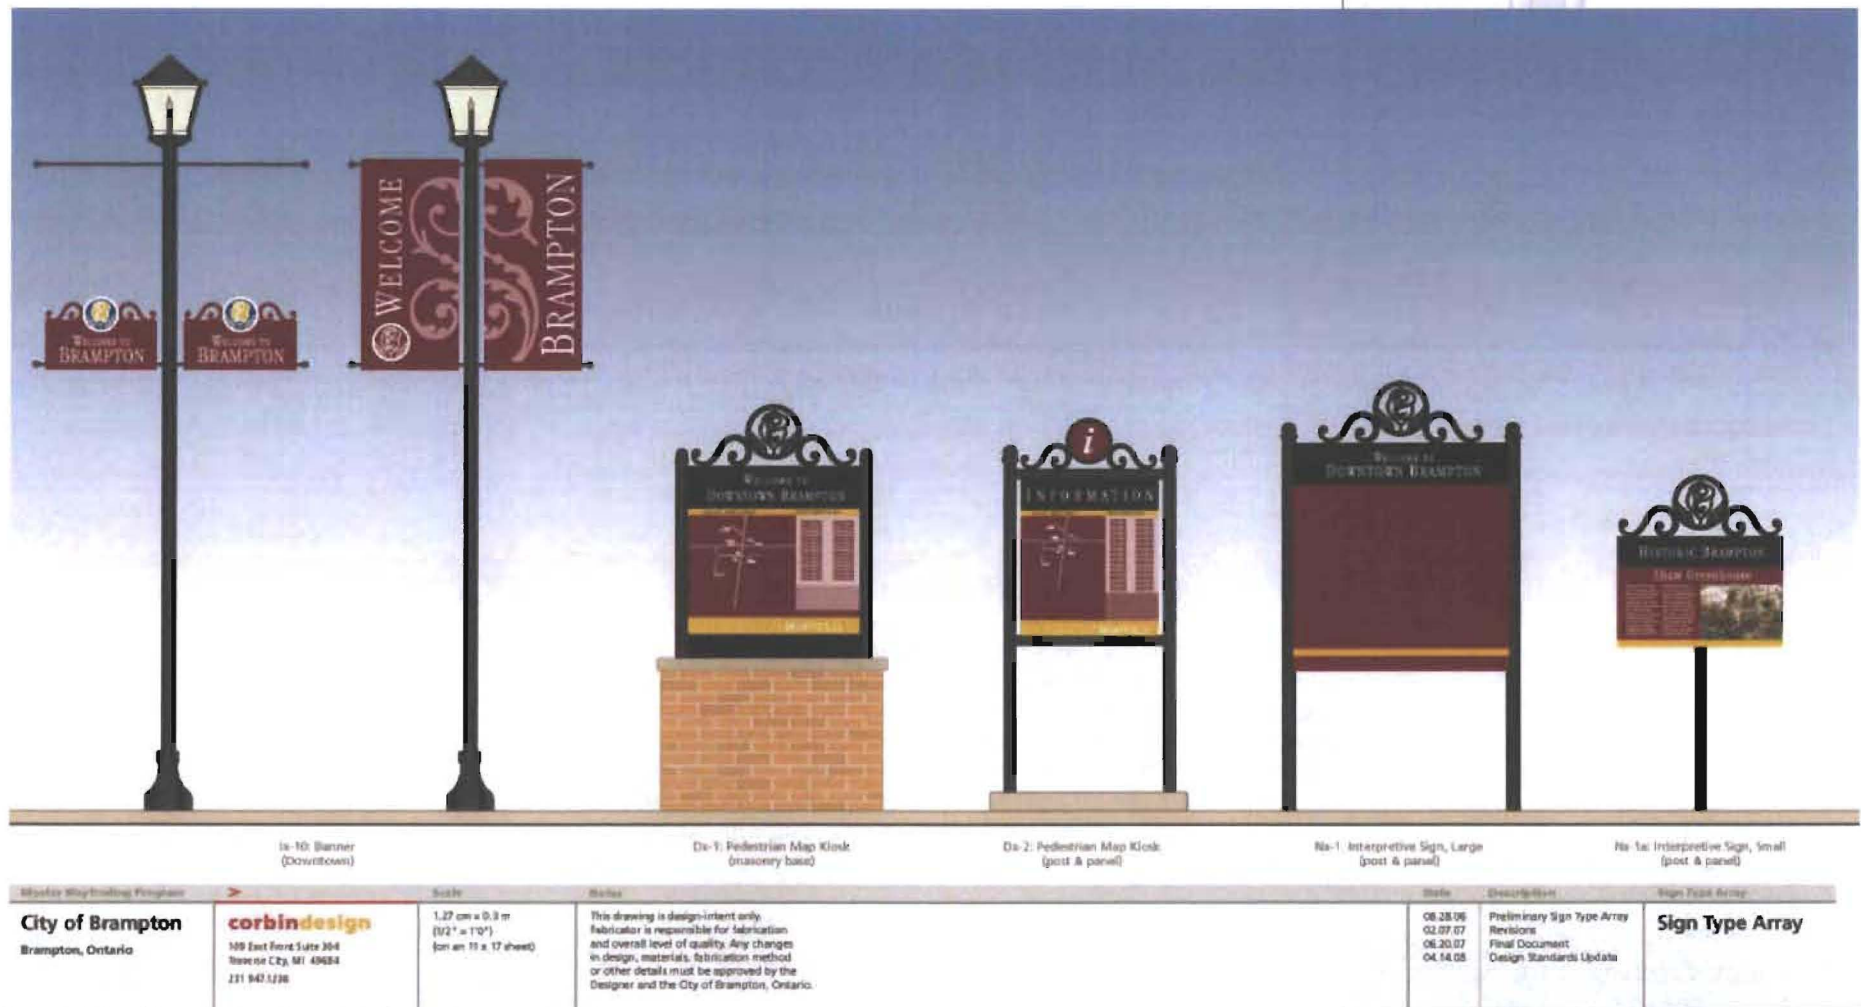 WELCOME TO
BRAMPTON
WELCOME TO
BRAMPTON
WELCOME
BRAMPTON
WELCOME TO
DOWNTOWN BRAMPTON
i
INFORMATION
WELCOME TO
DOWNTOWN BRAMPTON
HISTORIC BRAMPTON
Greenhouse
Ix-10: Banner
(Downtown)
Dx-1: Pedestrian Map Kiosk
(masonry base)
Dx-2: Pedestrian Map Kiosk
(post & panel)
Nx-1: Interpretive Sign, Large
(post & panel)
Nx-1a: Interpretive Sign, Small
(post & panel)
Master Wayfinding Program
City of Brampton
Brampton, Ontario
>
corbindesign
109 East Front Suite 304
Traverse City, MI 49684
231 947.1236
Scale
1.27 cm = 0.3 m
(1/2" = 1'0")
(on an 11 x 17 sheet)
Notes
This drawing is design-intent only.
Fabricator is responsible for fabrication
and overall level of quality. Any changes
in design, materials, fabrication method
or other details must be approved by the
Designer and the City of Brampton, Ontario.
Date
Description
08.28.06 Preliminary Sign Type Array
02.07.07 Revisions
06.20.07 Final Document
04.14.08 Design Standards Update
Sign Type Array
Sign Type Array